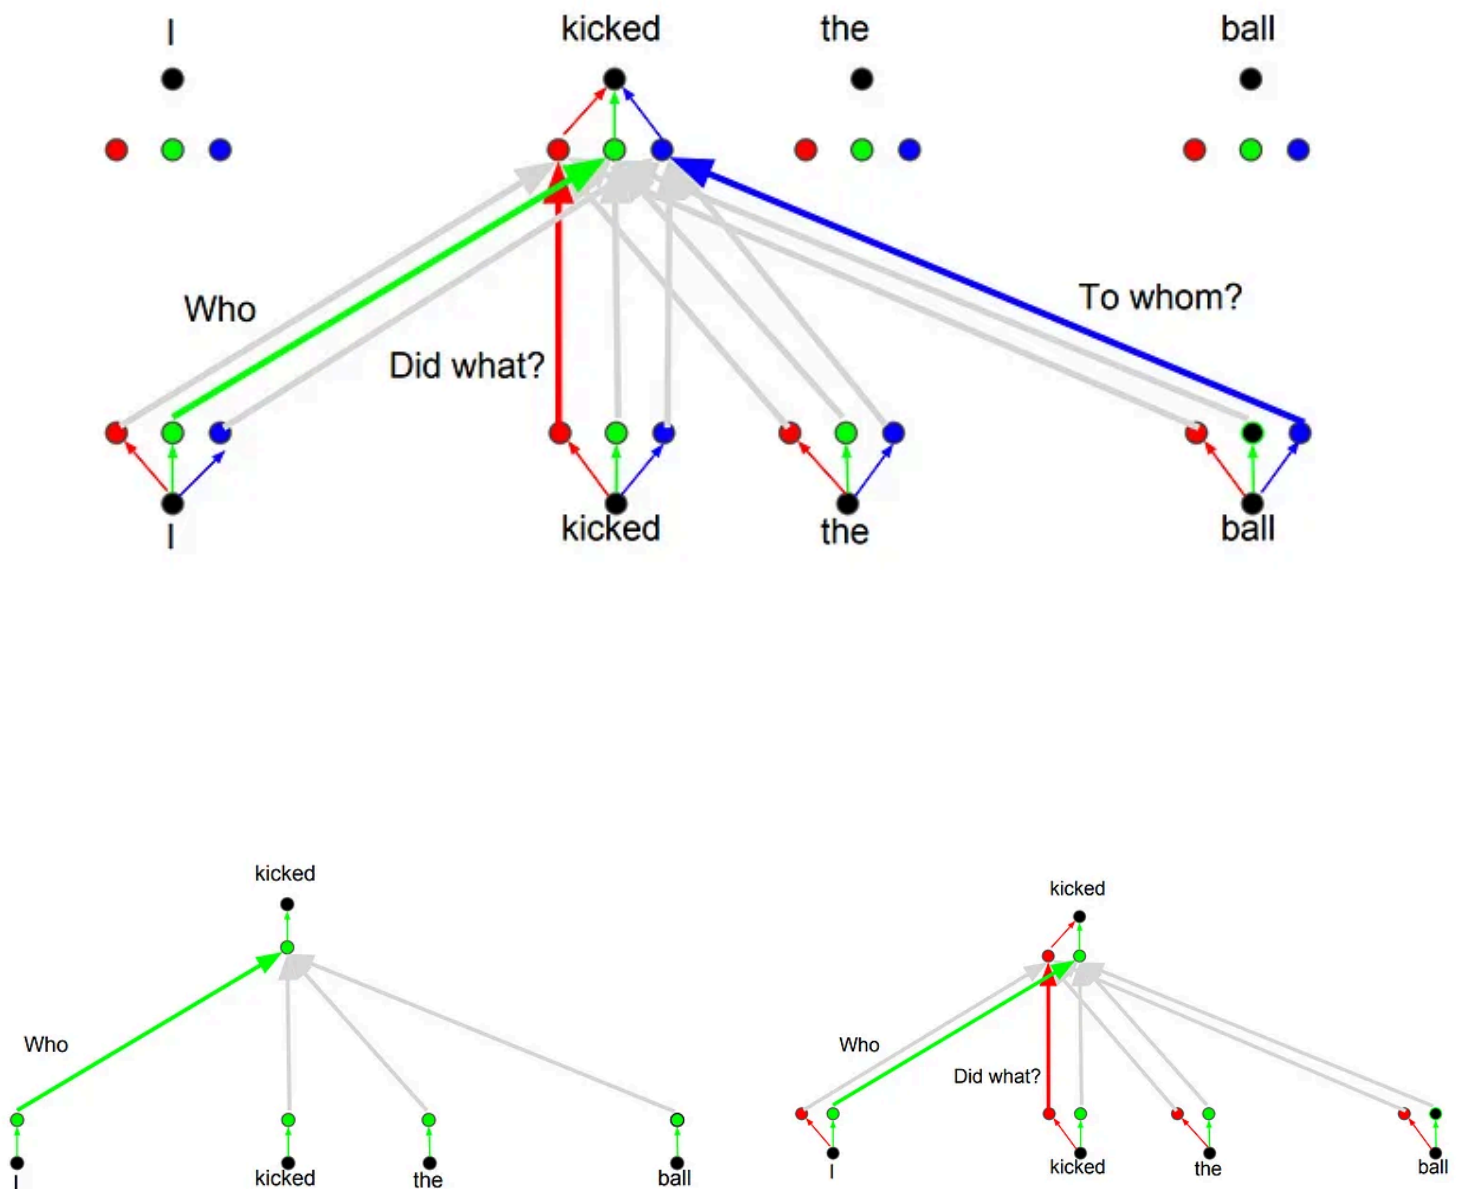 I kicked the ball
Who
To whom?
Did what?
I kicked the ball
kicked
Who
I kicked the ball
kicked
Who
Did what?
I kicked the ball